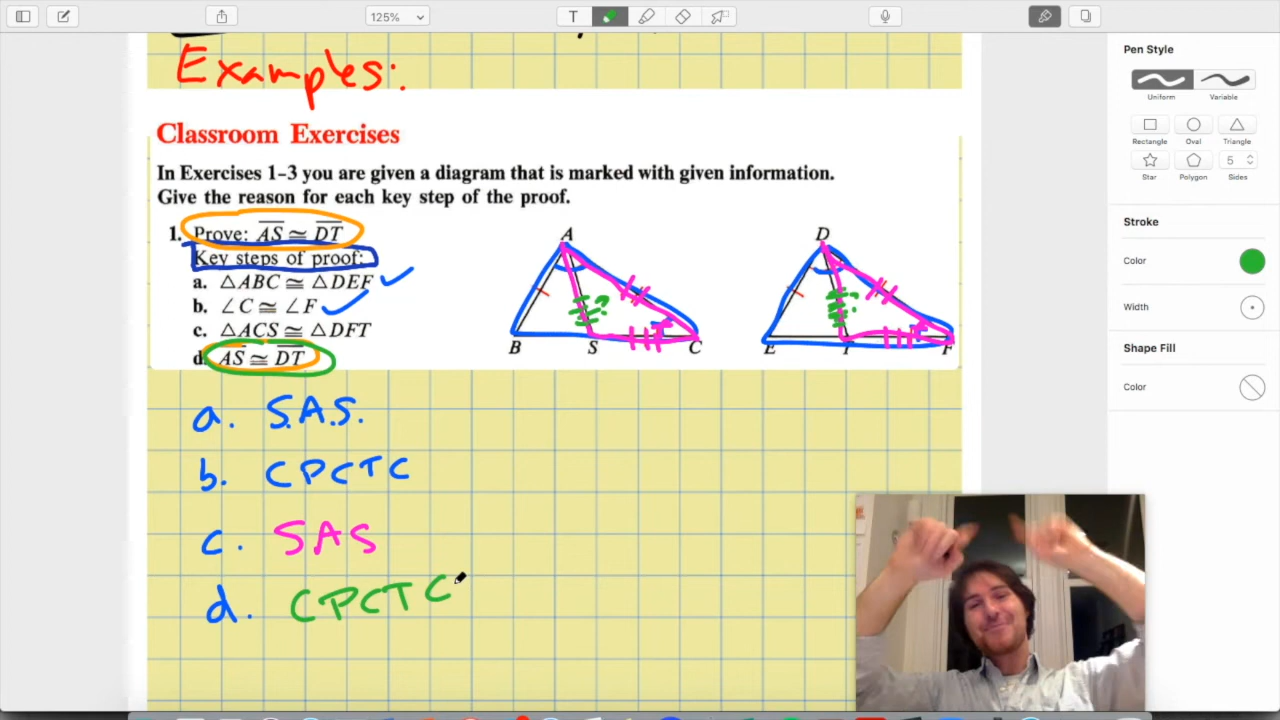 125%
T
Examples:
Pen Style
Uniform
Variable
Rectangle
Oval
Triangle
Star
Polygon
5
Sides
Stroke
Color
Width
Shape Fill
Color
Classroom Exercises
In Exercises 1-3 you are given a diagram that is marked with given information.
Give the reason for each key step of the proof.
1. Prove: AS ≅ DT
Key steps of proof:
a. △ABC ≅ △DEF
b. ∠C ≅ ∠F
c. △ACS ≅ △DFT
d. AS ≅ DT
A
?
B
S
C
D
?
E
T
F
a. S.A.S.
b. CPCTC
c. SAS
d. CPCTC